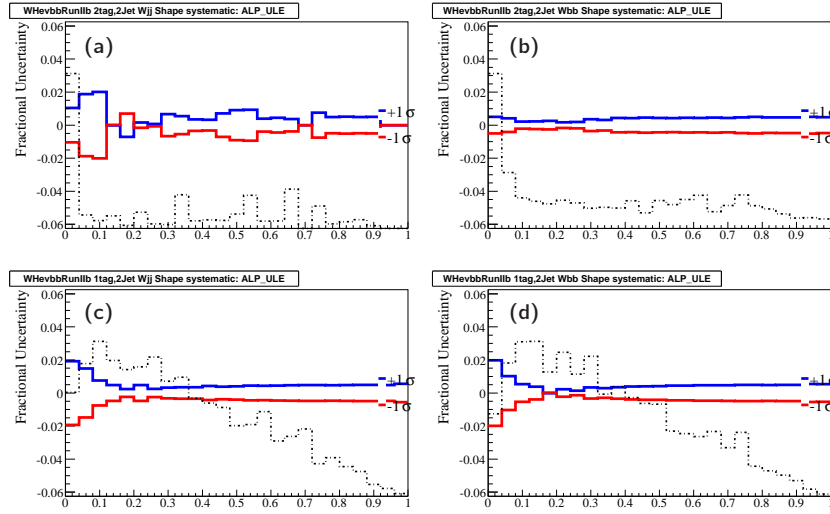 WHevbbRunIIb 2tag,2Jet Wjj Shape systematic: ALP_ULE
Fractional Uncertainty
0.06
0.04
0.02
0
-0.02
-0.04
-0.06
(a)
+1σ
-1σ
0 0.1 0.2 0.3 0.4 0.5 0.6 0.7 0.8 0.9 1
WHevbbRunIIb 2tag,2Jet Wbb Shape systematic: ALP_ULE
Fractional Uncertainty
0.06
0.04
0.02
0
-0.02
-0.04
-0.06
(b)
+1σ
-1σ
0 0.1 0.2 0.3 0.4 0.5 0.6 0.7 0.8 0.9 1
WHevbbRunIIb 1tag,2Jet Wjj Shape systematic: ALP_ULE
Fractional Uncertainty
0.06
0.04
0.02
0
-0.02
-0.04
-0.06
(c)
+1σ
-1σ
0 0.1 0.2 0.3 0.4 0.5 0.6 0.7 0.8 0.9 1
WHevbbRunIIb 1tag,2Jet Wbb Shape systematic: ALP_ULE
Fractional Uncertainty
0.06
0.04
0.02
0
-0.02
-0.04
-0.06
(d)
+1σ
-1σ
0 0.1 0.2 0.3 0.4 0.5 0.6 0.7 0.8 0.9 1